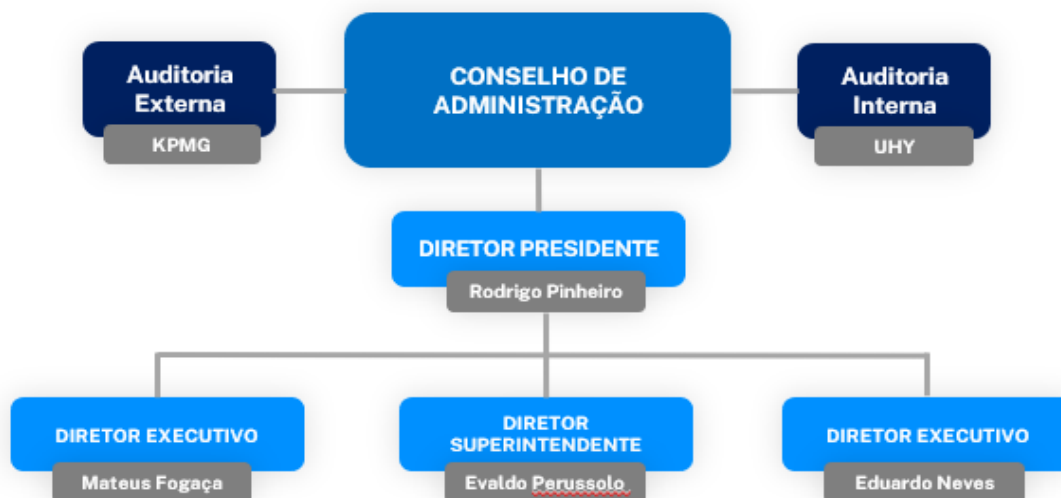 Auditoria
Externa
KPMG
CONSELHO DE
ADMINISTRAÇÃO
Auditoria
Interna
UHY
DIRETOR PRESIDENTE
Rodrigo Pinheiro
DIRETOR EXECUTIVO
Mateus Fogaça
DIRETOR
SUPERINTENDENTE
Evaldo Perussolo
DIRETOR EXECUTIVO
Eduardo Neves